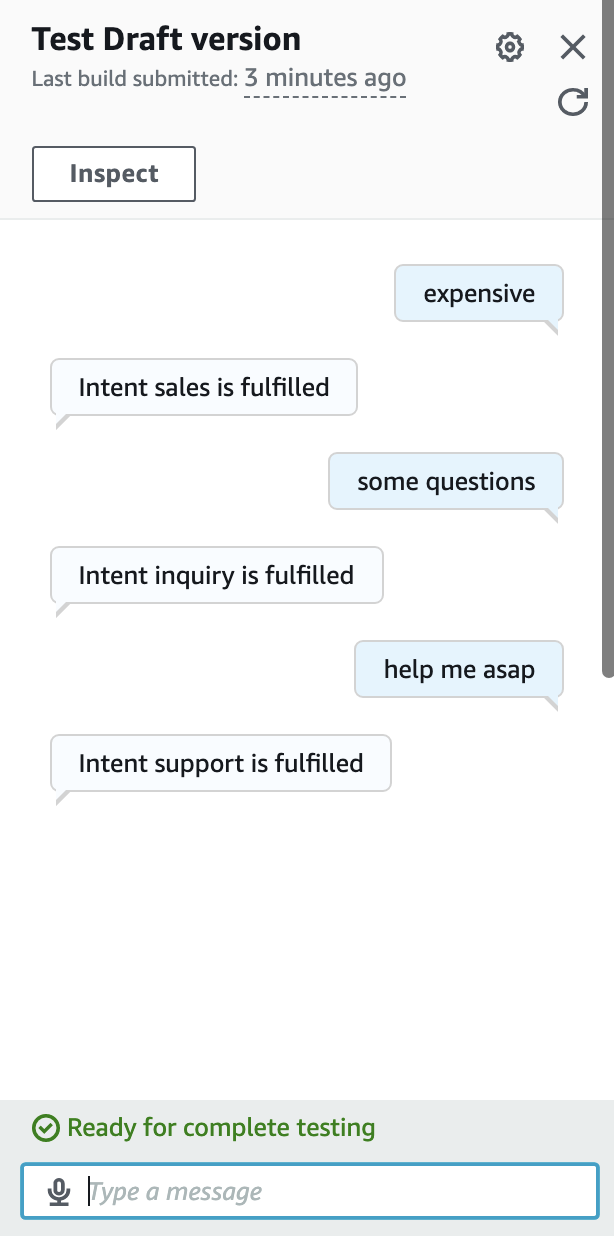 Test Draft version
Last build submitted: 3 minutes ago
Inspect
expensive
Intent sales is fulfilled
some questions
Intent inquiry is fulfilled
help me asap
Intent support is fulfilled
Ready for complete testing
Type a message